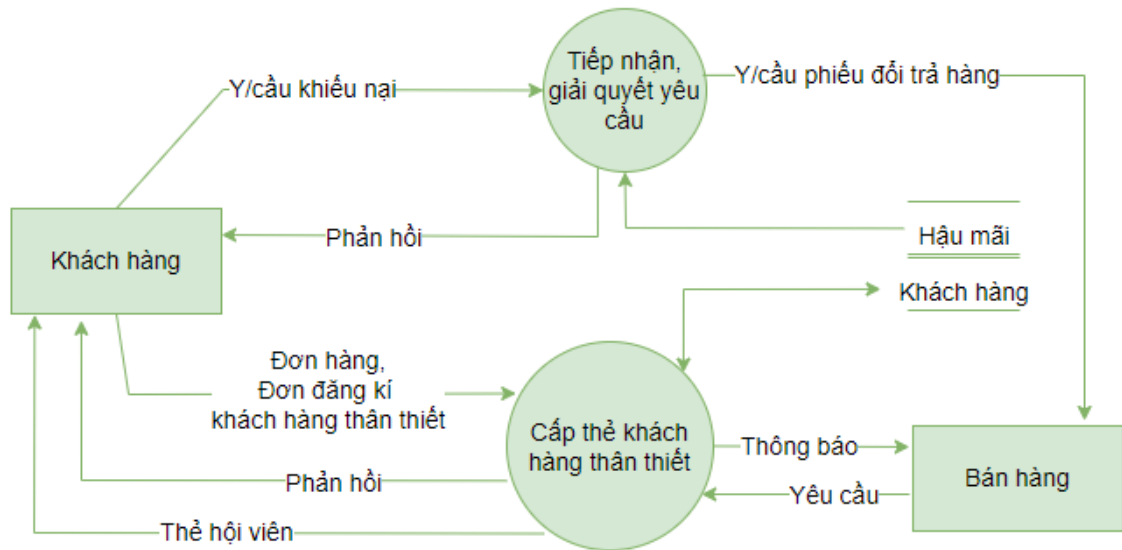 Tiếp nhận,
giải quyết yêu
cầu
Y/cầu khiếu nại
Y/cầu phiếu đổi trả hàng
Phản hồi
Hậu mãi
Khách hàng
Khách hàng
Đơn hàng,
Đơn đăng kí
khách hàng thân thiết
Cấp thẻ khách
hàng thân thiết
Thông báo
Bán hàng
Phản hồi
Yêu cầu
Thẻ hội viên